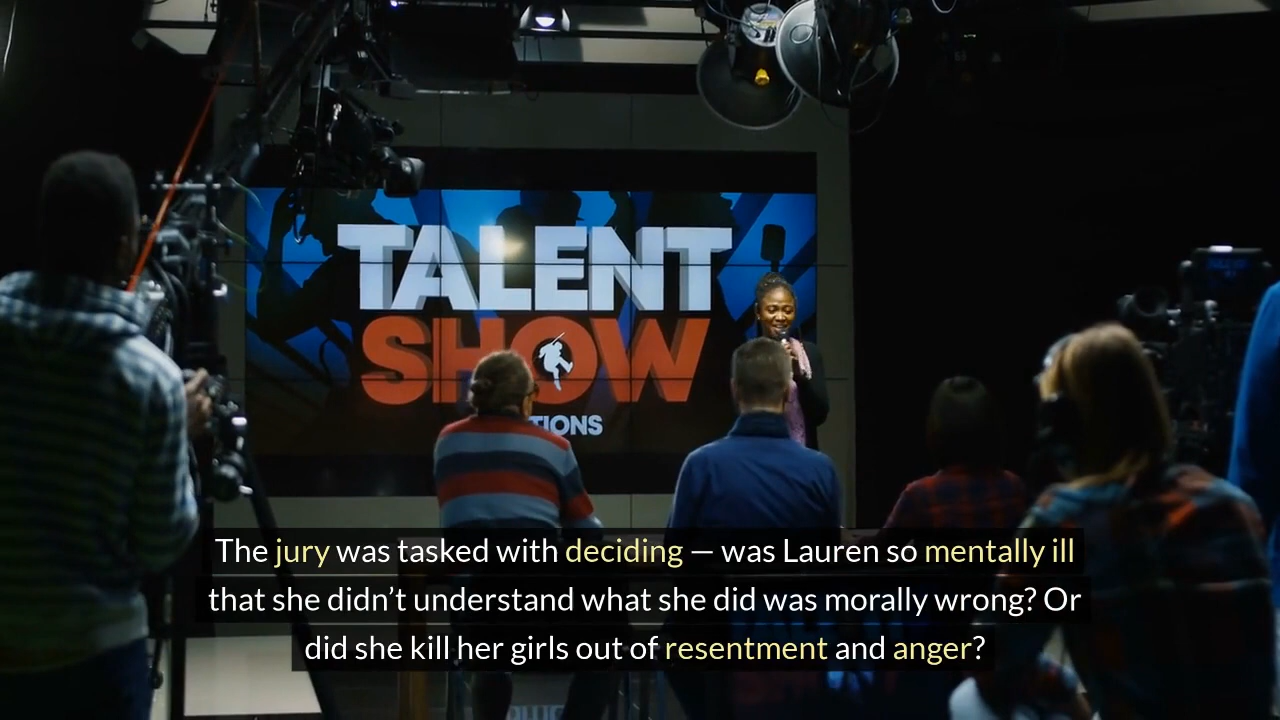 TALENT
SHOW
TIONS
The jury was tasked with deciding — was Lauren so mentally ill
that she didn’t understand what she did was morally wrong? Or
did she kill her girls out of resentment and anger?